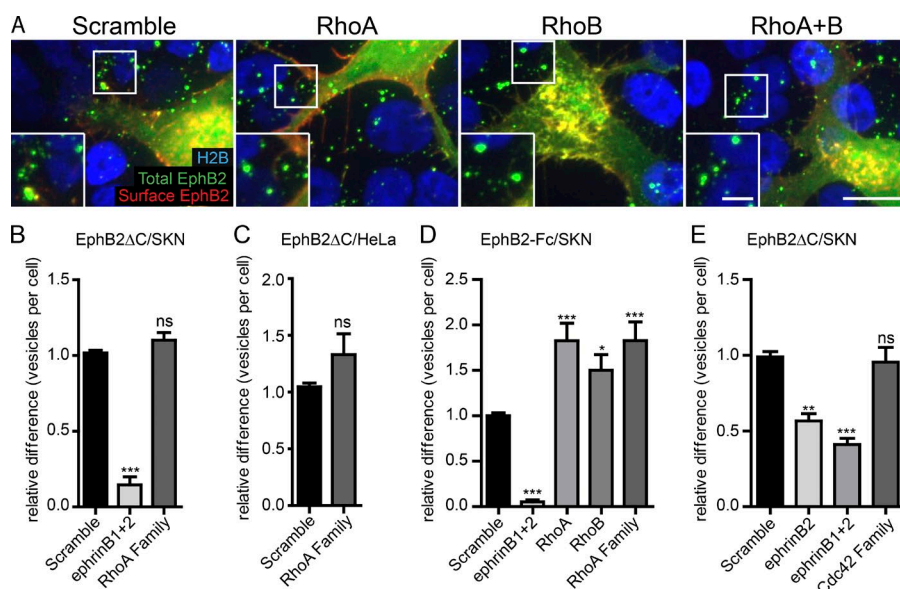 A
Scramble
RhoA
RhoB
RhoA+B
H2B
Total EphB2
Surface EphB2
B
EphB2ΔC/SKN
relative difference (vesicles per cell)
1.5
1.0
0.5
0.0
***
ns
Scramble
ephrinB1+2
RhoA Family
C
EphB2ΔC/HeLa
relative difference (vesicles per cell)
2.0
1.5
1.0
0.5
0.0
ns
Scramble
RhoA Family
D
EphB2-Fc/SKN
relative difference (vesicles per cell)
2.5
2.0
1.5
1.0
0.5
0.0
***
***
*
***
Scramble
ephrinB1+2
RhoA
RhoB
RhoA Family
E
EphB2ΔC/SKN
relative difference (vesicles per cell)
1.5
1.0
0.5
0.0
**
***
ns
Scramble
ephrinB2
ephrinB1+2
Cdc42 Family